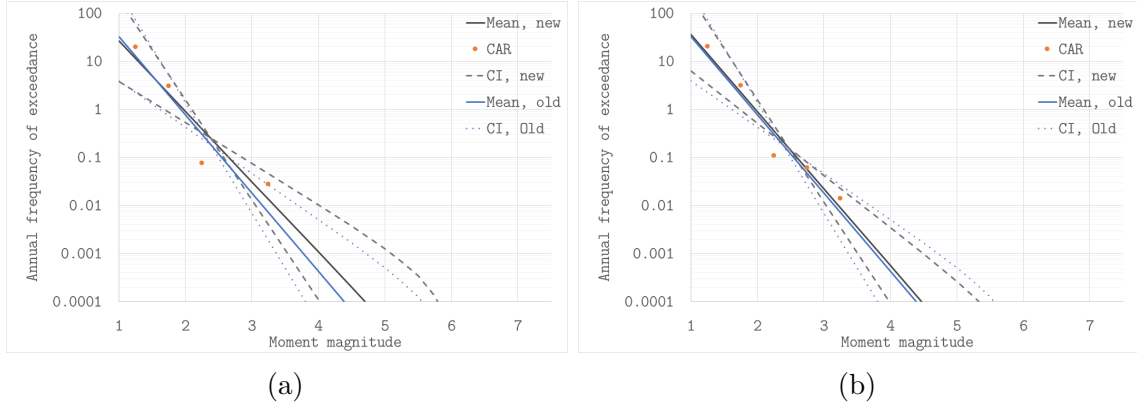 100
10
1
0.1
0.01
0.001
0.0001
Annual frequency of exceedance
1 2 3 4 5 6 7
Moment magnitude
Mean, new
CAR
CI, new
Mean, old
CI, Old
(a)
100
10
1
0.1
0.01
0.001
0.0001
Annual frequency of exceedance
1 2 3 4 5 6 7
Moment magnitude
Mean, new
CAR
CI, new
Mean, old
CI, Old
(b)